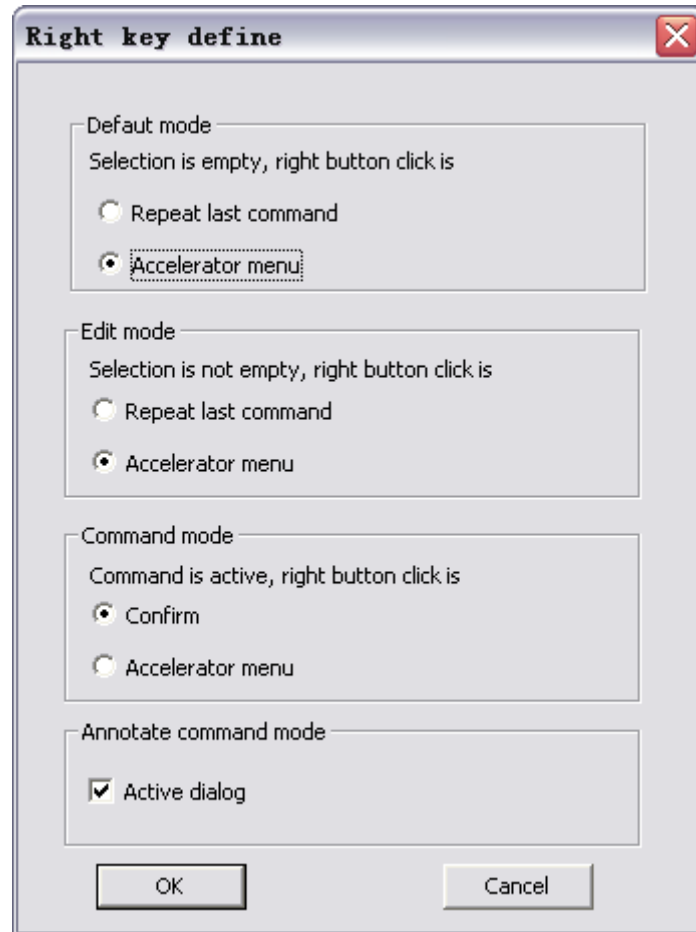 Right key define
Defaut mode
Selection is empty, right button click is
Repeat last command
Accelerator menu
Edit mode
Selection is not empty, right button click is
Repeat last command
Accelerator menu
Command mode
Command is active, right button click is
Confirm
Accelerator menu
Annotate command mode
Active dialog
OK
Cancel